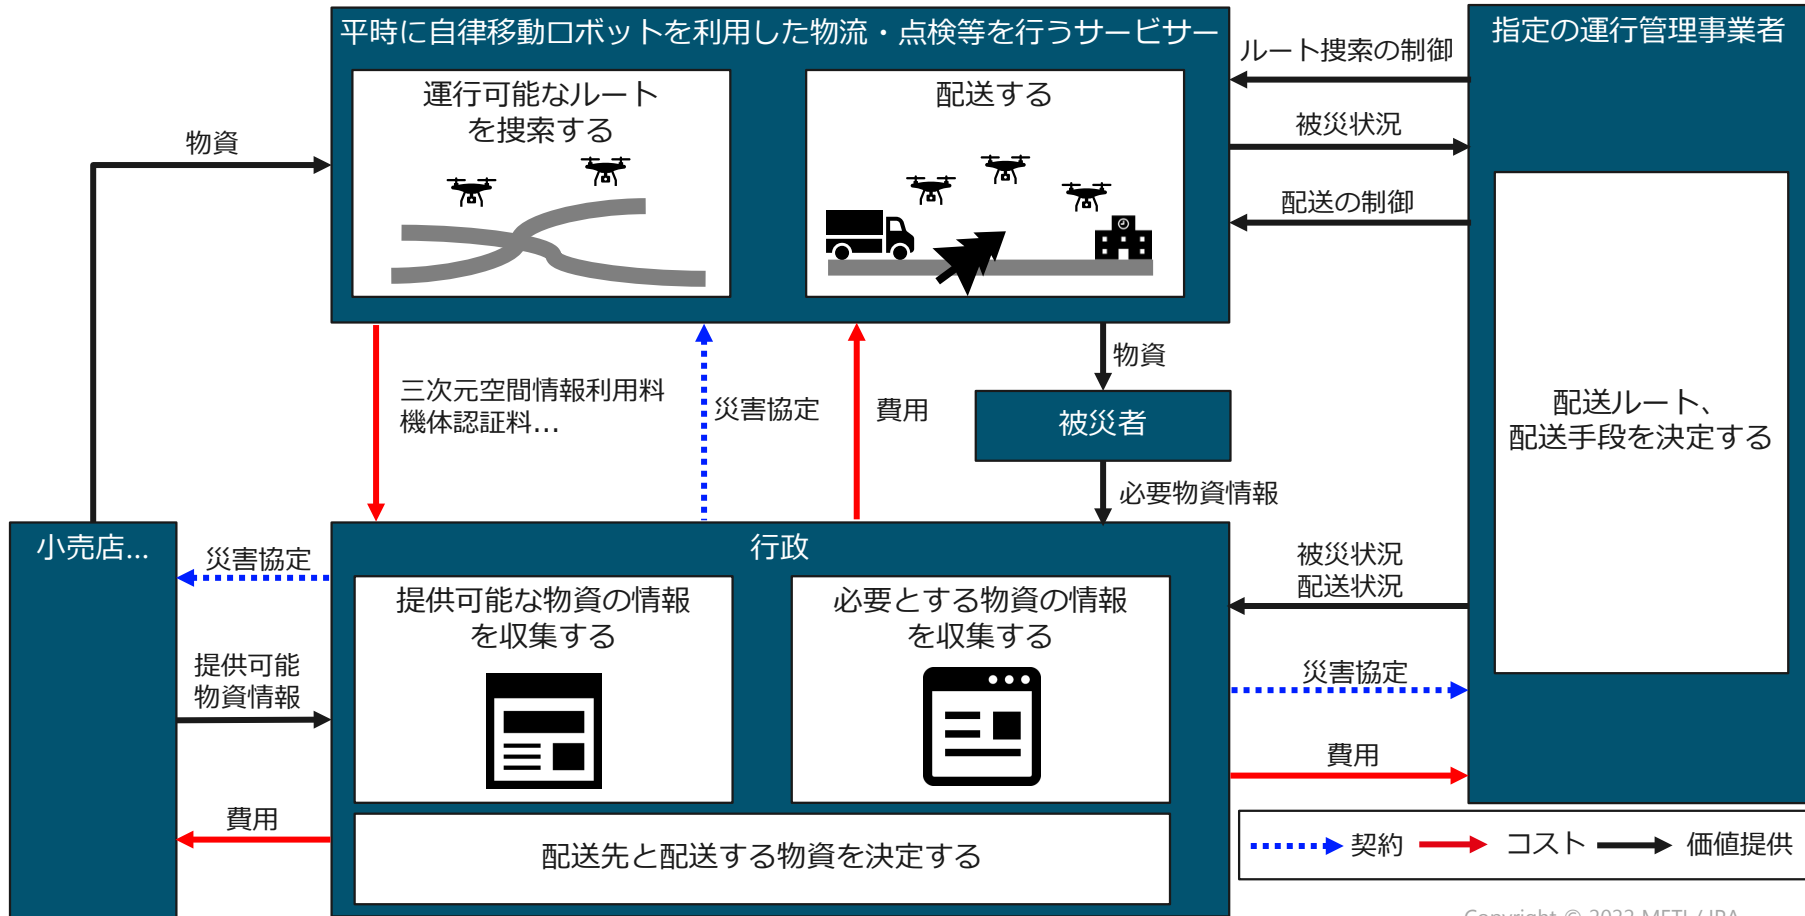 平時に自律移動ロボットを利用した物流・点検等を行うサービサー
指定の運行管理事業者
運行可能なルート
を捜索する
配送する
ルート捜索の制御
被災状況
配送の制御
物資
配送ルート、
配送手段を決定する
三次元空間情報利用料
機体認証料…
災害協定
費用
物資
被災者
必要物資情報
小売店…
災害協定
提供可能
物資情報
費用
行政
提供可能な物資の情報
を収集する
必要とする物資の情報
を収集する
配送先と配送する物資を決定する
被災状況
配送状況
災害協定
費用
契約
コスト
価値提供
Copyright © 2022 METI / IPA